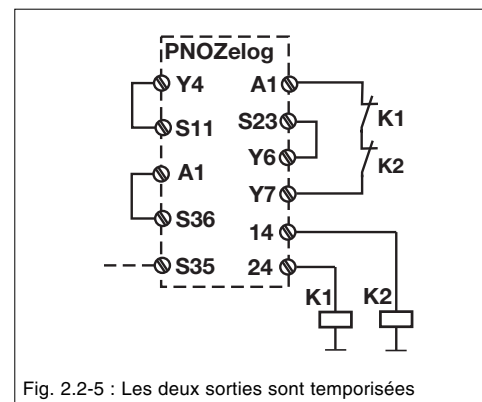 PNOZelog
Y4 A1
S11 S23 K1
A1 Y6 K2
S36 Y7
14
S35 24
K1 K2
Fig. 2.2-5 : Les deux sorties sont temporisées